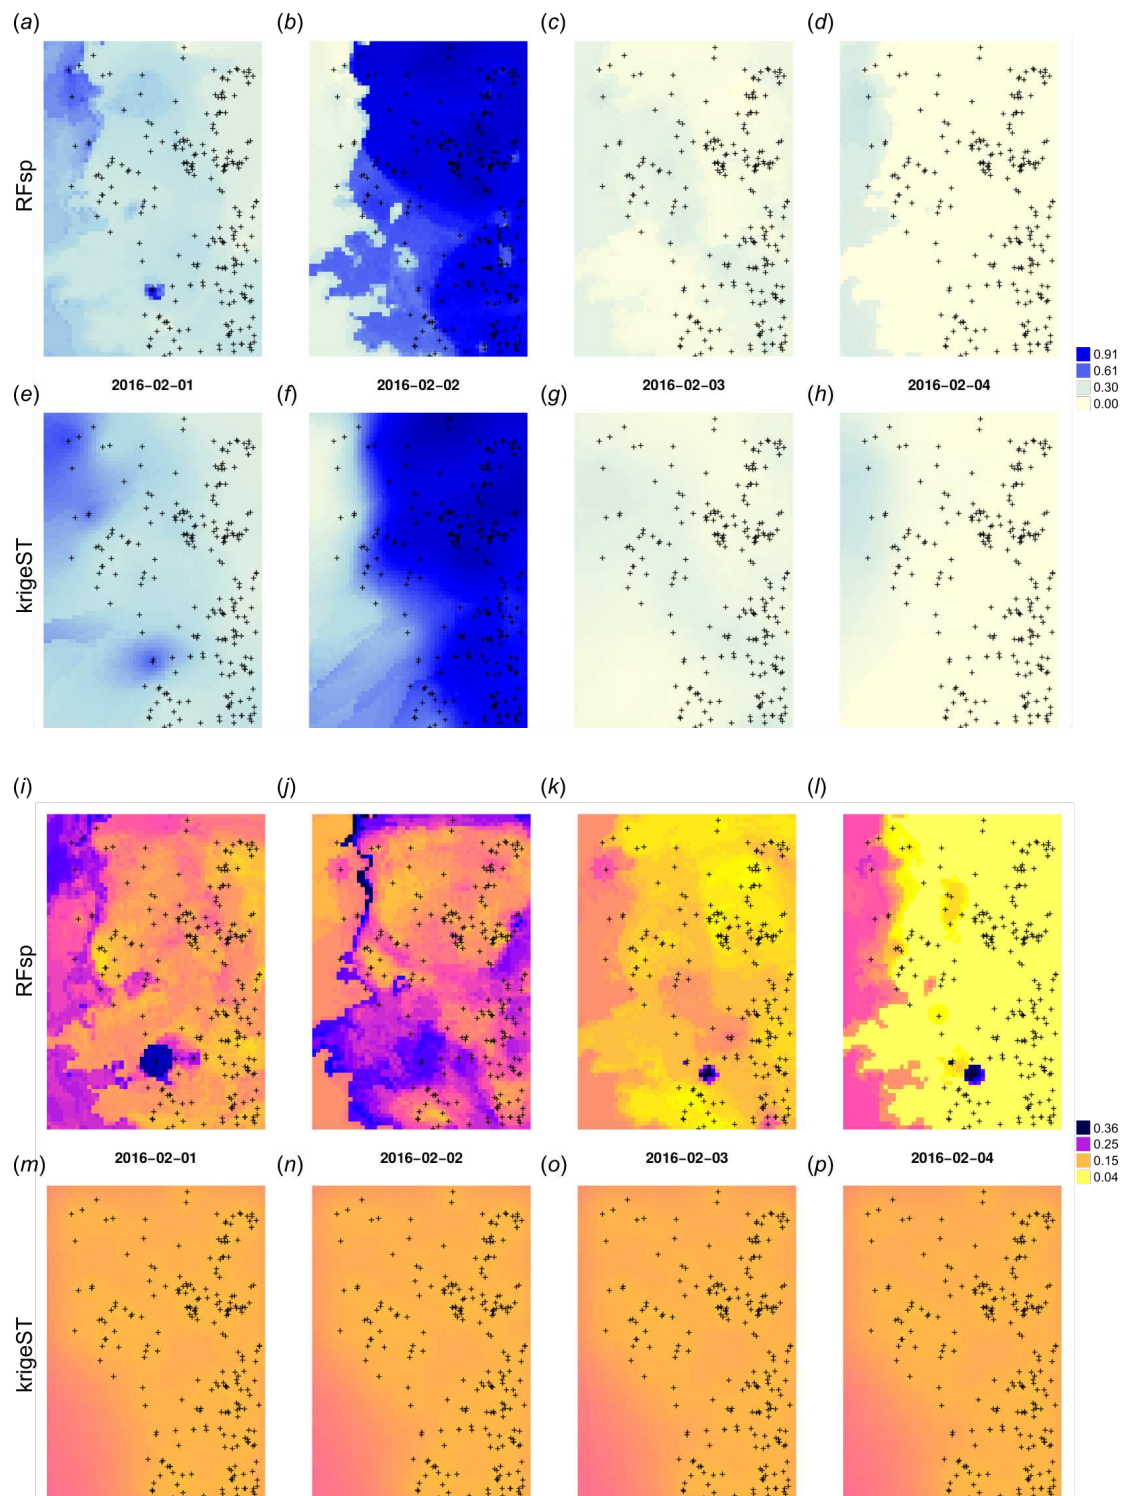 (a) (b) (c) (d)
RFsp
0.91
0.61
0.30
0.00
2016-02-01 2016-02-02 2016-02-03 2016-02-04
(e) (f) (g) (h)
krigeST
(i) (j) (k) (l)
RFsp
0.36
0.25
0.15
0.04
2016-02-01 2016-02-02 2016-02-03 2016-02-04
(m) (n) (o) (p)
krigeST